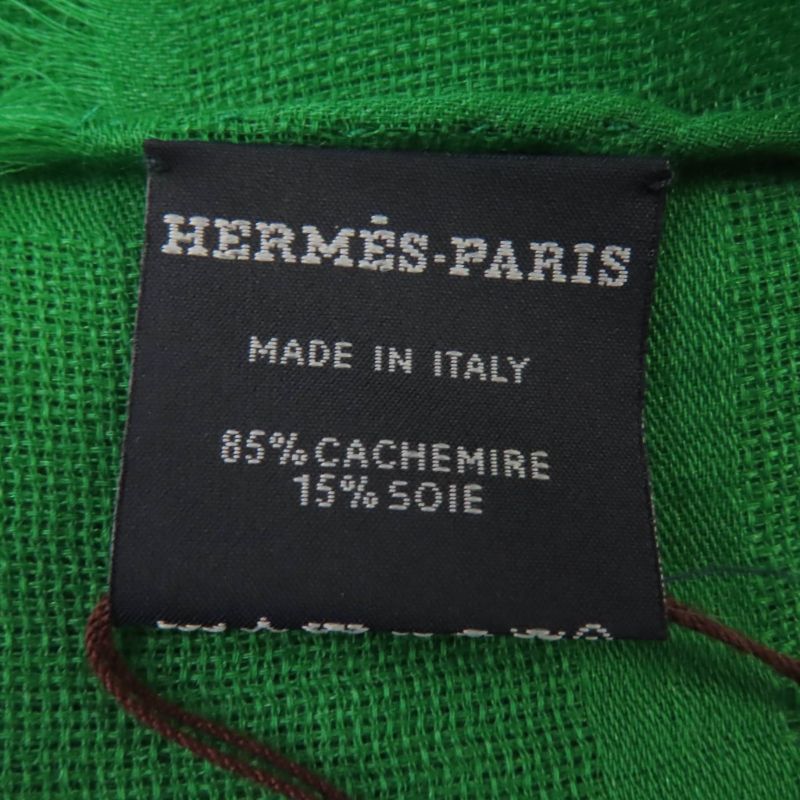 HERMÈS-PARIS
MADE IN ITALY
85% CACHEMIRE
15% SOIE